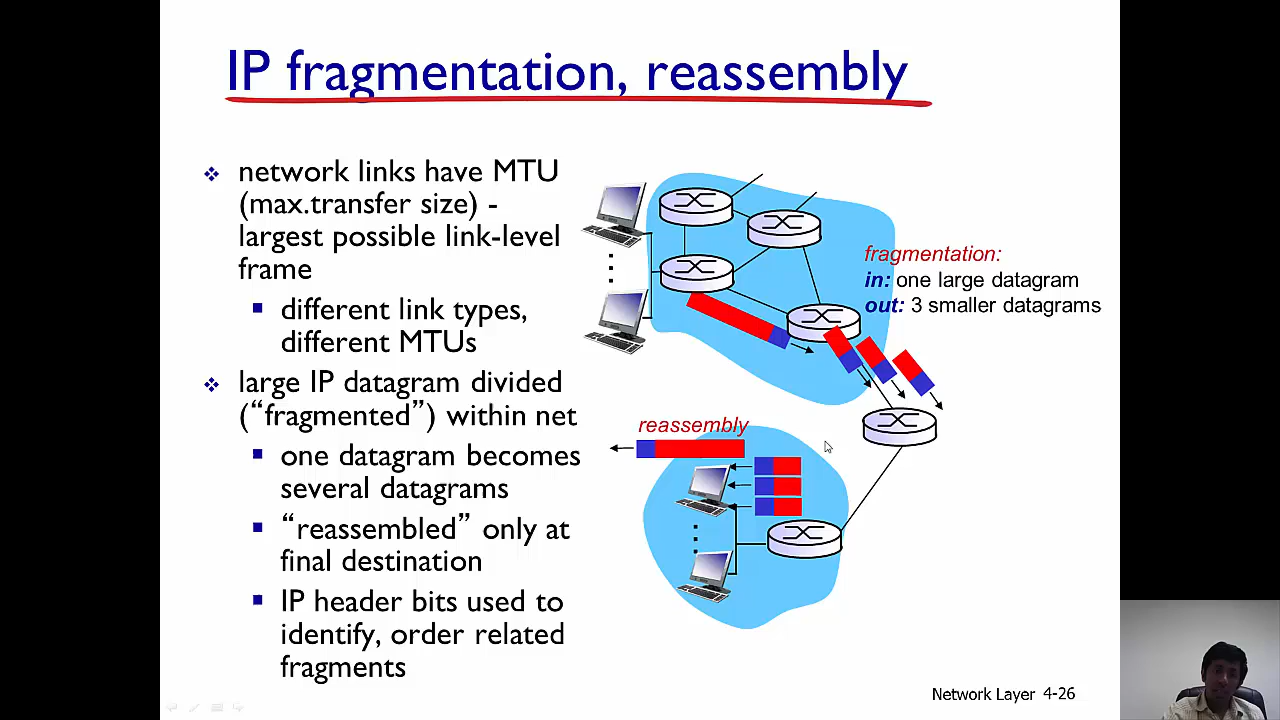 IP fragmentation, reassembly
network links have MTU
(max.transfer size) -
largest possible link-level
frame
different link types,
different MTUs
large IP datagram divided
(“fragmented”) within net
one datagram becomes
several datagrams
“reassembled” only at
final destination
IP header bits used to
identify, order related
fragments
fragmentation:
in: one large datagram
out: 3 smaller datagrams
reassembly
Network Layer 4-26